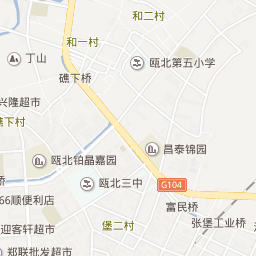 和二村
和一村
丁山
瓯北第五小学
礁下桥
兴隆超市
礁下村
昌泰锦园
瓯北铂晶嘉园
桥
瓯北三中
G104
66顺便利店
富民桥
堡二村
张堡工业桥
迎客轩超市
郑联批发超市